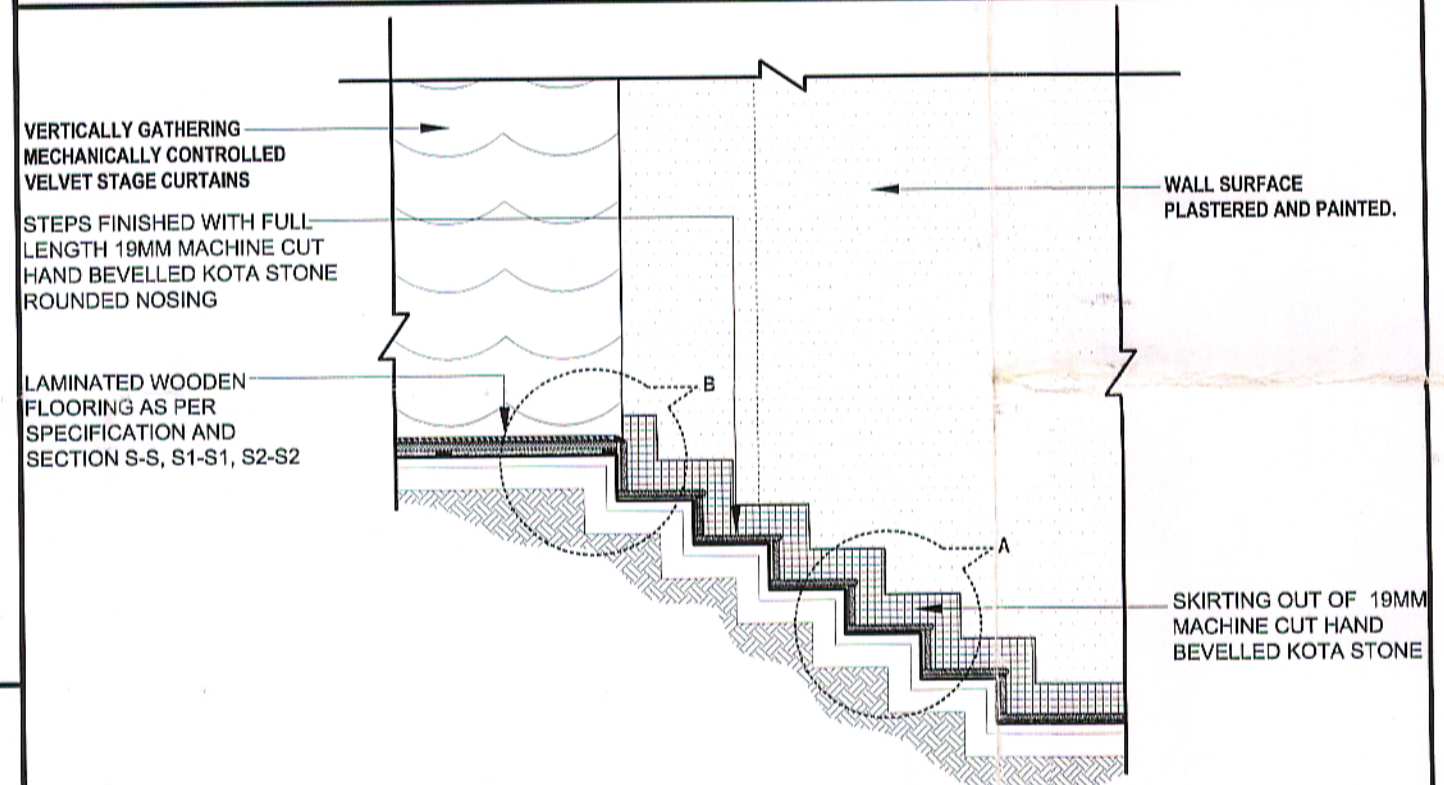 VERTICALLY GATHERING
MECHANICALLY CONTROLLED
VELVET STAGE CURTAINS
STEPS FINISHED WITH FULL
LENGTH 19MM MACHINE CUT
HAND BEVELLED KOTA STONE
ROUNDED NOSING
LAMINATED WOODEN
FLOORING AS PER
SPECIFICATION AND
SECTION S-S, S1-S1, S2-S2
B
A
WALL SURFACE
PLASTERED AND PAINTED.
SKIRTING OUT OF 19MM
MACHINE CUT HAND
BEVELLED KOTA STONE